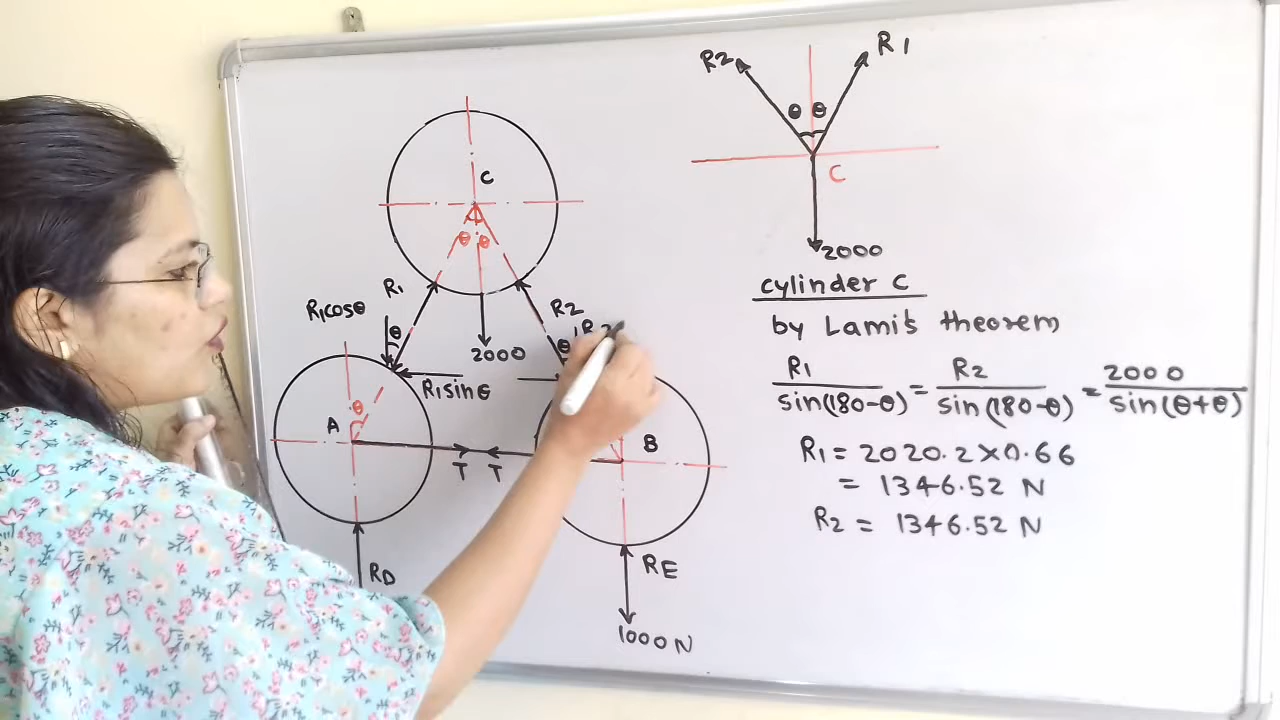 R2
R1
θ θ
C
2000
C
θ θ
R1
R1cosθ
θ
R2
θ
2000
R1sinθ
θ
A
B
T T
RD
RE
1000N
cylinder C
by Lami's theorem
R1/sin(180-θ) = R2/sin(180-θ) = 2000/sin(θ+θ)
R1 = 2020.2×0.66
= 1346.52 N
R2 = 1346.52 N